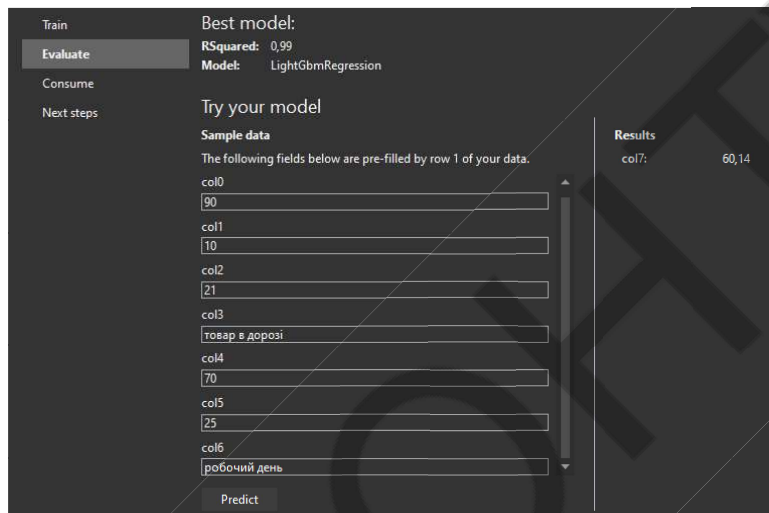 Train
Evaluate
Consume
Next steps
Best model:
RSquared: 0,99
Model: LightGbmRegression
Try your model
Sample data
The following fields below are pre-filled by row 1 of your data.
col0
90
col1
10
col2
21
col3
товар в дорозі
col4
70
col5
25
col6
робочий день
Predict
Results
col7: 60,14